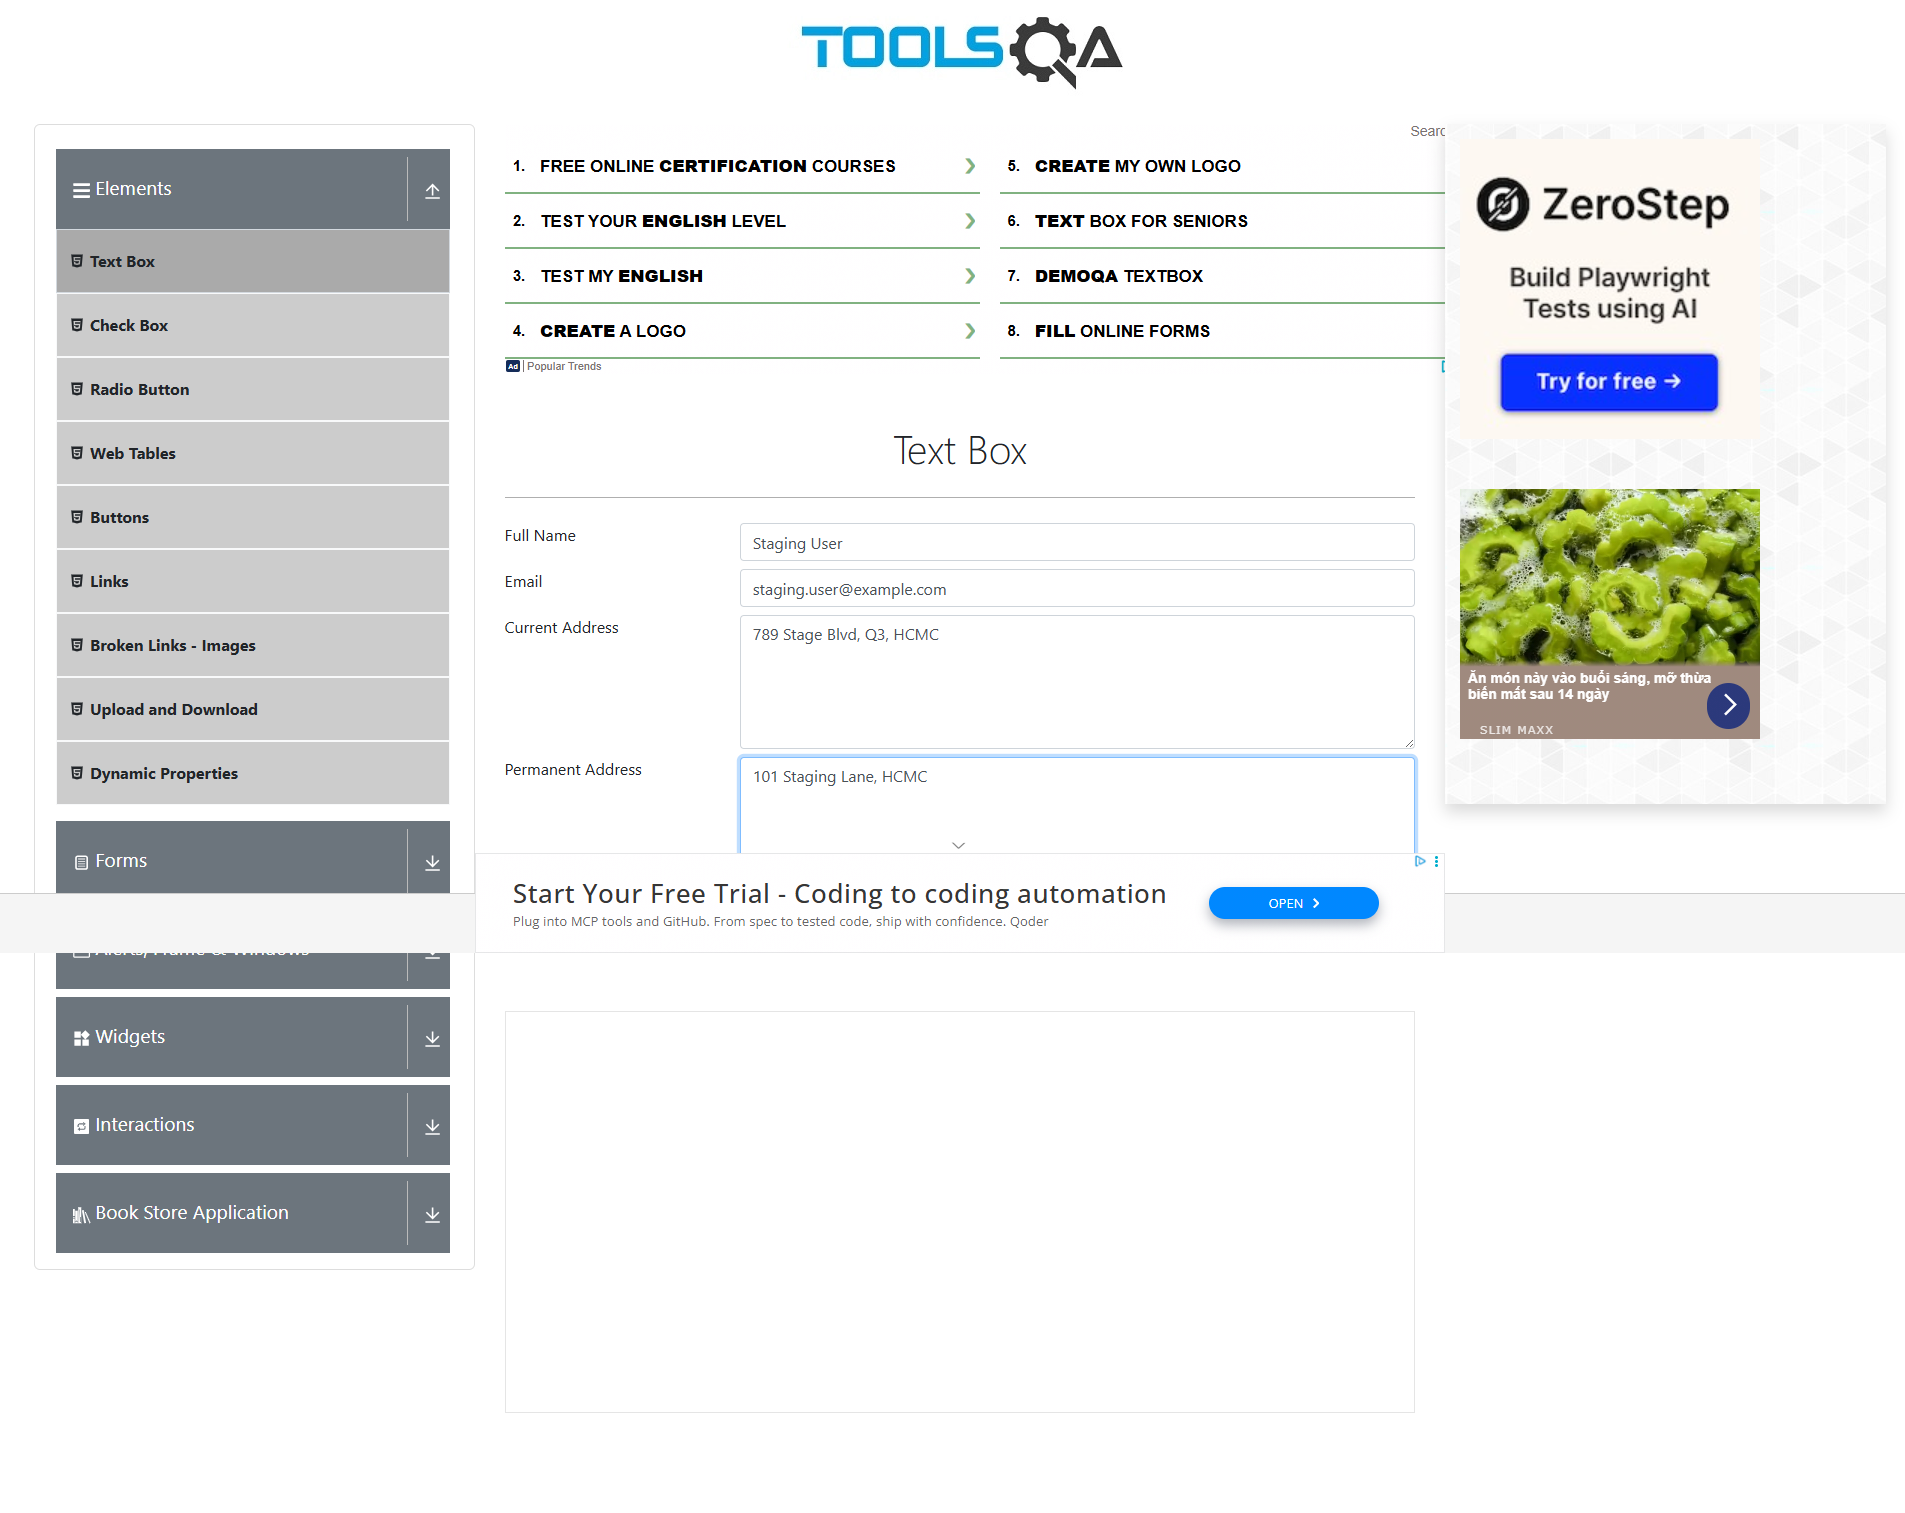 TOOLSQA
Elements
Text Box
Check Box
Radio Button
Web Tables
Buttons
Links
Broken Links - Images
Upload and Download
Dynamic Properties
Forms
Alerts, Frame & Windows
Widgets
Interactions
Book Store Application
1. FREE ONLINE CERTIFICATION COURSES
2. TEST YOUR ENGLISH LEVEL
3. TEST MY ENGLISH
4. CREATE A LOGO
Searc
5. CREATE MY OWN LOGO
6. TEXT BOX FOR SENIORS
7. DEMOQA TEXTBOX
8. FILL ONLINE FORMS
Ad | Popular Trends
Text Box
Full Name
Staging User
Email
staging.user@example.com
Current Address
789 Stage Blvd, Q3, HCMC
Permanent Address
101 Staging Lane, HCMC
Start Your Free Trial - Coding to coding automation
Plug into MCP tools and GitHub. From spec to tested code, ship with confidence. Qoder
OPEN
ZeroStep
Build Playwright
Tests using AI
Try for free →
Ăn món này vào buổi sáng, mỡ thừa
biến mất sau 14 ngày
SLIM MAXX